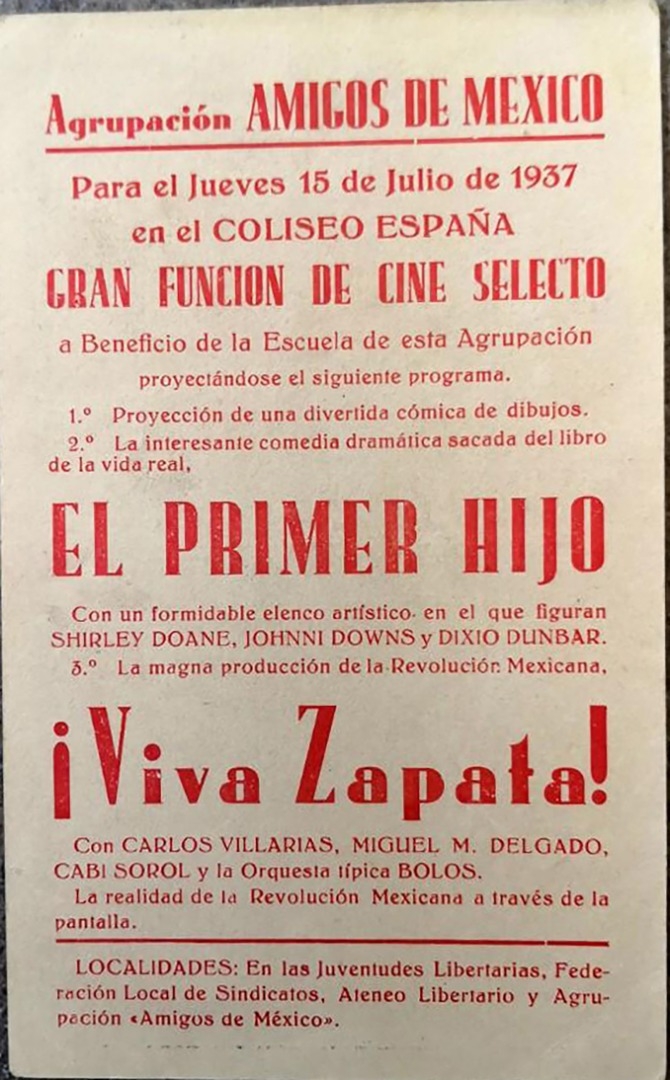 Agrupación AMIGOS DE MEXICO
Para el Jueves 15 de Julio de 1937
en el COLISEO ESPAÑA
GRAN FUNCION DE CINE SELECTO
a Beneficio de la Escuela de esta Agrupación
proyectándose el siguiente programa.
1.º Proyección de una divertida cómica de dibujos.
2.º La interesante comedia dramática sacada del libro
de la vida real,
EL PRIMER HIJO
Con un formidable elenco artístico en el que figuran
SHIRLEY DOANE, JOHNNI DOWNS y DIXIO DUNBAR.
3.º La magna producción de la Revolución Mexicana,
¡Viva Zapata!
Con CARLOS VILLARIAS, MIGUEL M. DELGADO,
CABI SOROL y la Orquesta típica BOLOS.
La realidad de la Revolución Mexicana a través de la
pantalla.
LOCALIDADES: En las Juventudes Libertarias, Fede-
ración Local de Sindicatos, Ateneo Libertario y Agru-
pación «Amigos de México».